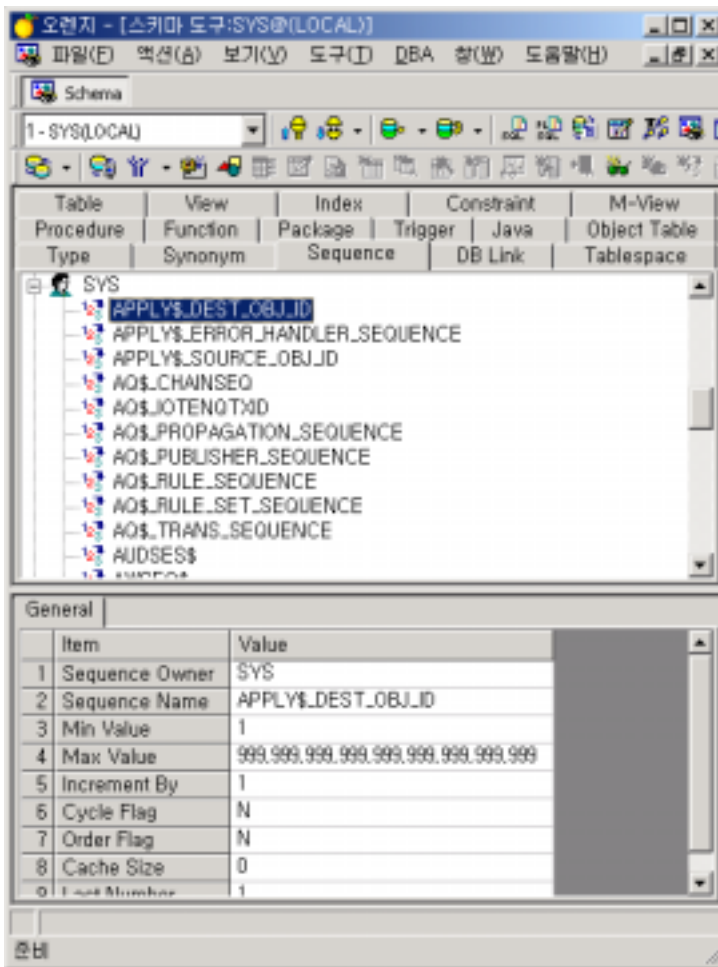 오렌지 - [스키마 도구:SYS@(LOCAL)]
파일(F) 액션(A) 보기(V) 도구(T) DBA 창(W) 도움말(H)
Schema
1 - SYS(LOCAL)
Table View Index Constraint M-View
Procedure Function Package Trigger Java Object Table
Type Synonym Sequence DB Link Tablespace
SYS
APPLY$_DEST_OBJ_ID
APPLY$_ERROR_HANDLER_SEQUENCE
APPLY$_SOURCE_OBJ_ID
AQ$_CHAINSEQ
AQ$_IOTENQTXID
AQ$_PROPAGATION_SEQUENCE
AQ$_PUBLISHER_SEQUENCE
AQ$_RULE_SEQUENCE
AQ$_RULE_SET_SEQUENCE
AQ$_TRANS_SEQUENCE
AUDSES$
General
Item Value
1 Sequence Owner SYS
2 Sequence Name APPLY$_DEST_OBJ_ID
3 Min Value 1
4 Max Value 999,999,999,999,999,999,999,999,999
5 Increment By 1
6 Cycle Flag N
7 Order Flag N
8 Cache Size 0
9 Last Number 1
준비